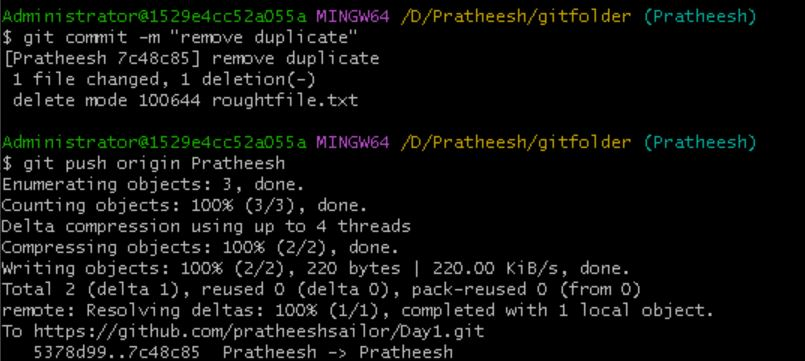 Administrator@1529e4cc52a055a MINGW64 /D/Pratheesh/gitfolder (Pratheesh)
$ git commit -m "remove duplicate"
[Pratheesh 7c48c85] remove duplicate
 1 file changed, 1 deletion(-)
 delete mode 100644 roughtfile.txt

Administrator@1529e4cc52a055a MINGW64 /D/Pratheesh/gitfolder (Pratheesh)
$ git push origin Pratheesh
Enumerating objects: 3, done.
Counting objects: 100% (3/3), done.
Delta compression using up to 4 threads
Compressing objects: 100% (2/2), done.
Writing objects: 100% (2/2), 220 bytes | 220.00 KiB/s, done.
Total 2 (delta 1), reused 0 (delta 0), pack-reused 0 (from 0)
remote: Resolving deltas: 100% (1/1), completed with 1 local object.
To https://github.com/pratheeshsailor/Day1.git
   5378d99..7c48c85  Pratheesh -> Pratheesh